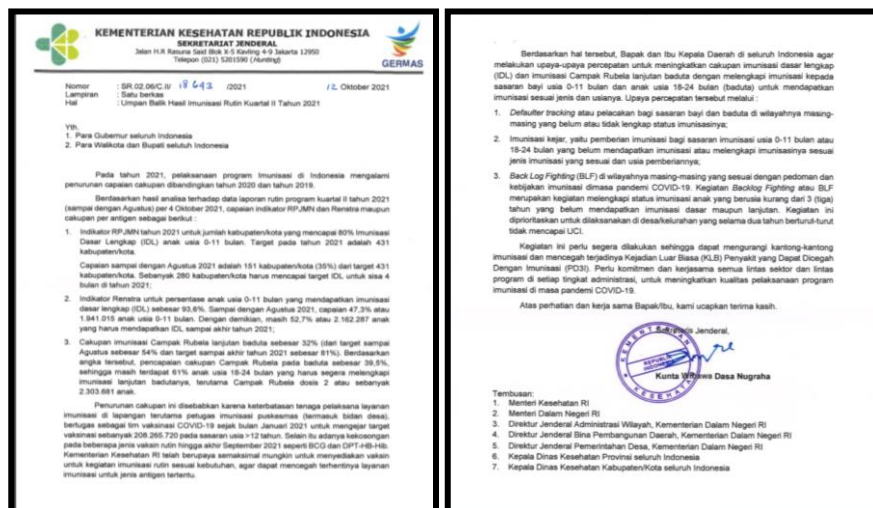 KEMENTERIAN KESEHATAN REPUBLIK INDONESIA
SEKRETARIAT JENDERAL
Jalan H.R Rasuna Said Blok X-5 Kavling 4-9 Jakarta 12950
Telepon (021) 5201590 (Hunting)
GERMAS
Nomor : SR.02.06/C.II/ 18643 /2021 12 Oktober 2021
Lampiran : Satu berkas
Hal : Umpan Balik Hasil Imunisasi Rutin Kuartal II Tahun 2021
Yth.
1. Para Gubernur seluruh Indonesia
2. Para Walikota dan Bupati seluruh Indonesia
Pada tahun 2021, pelaksanaan program Imunisasi di Indonesia mengalami
penurunan capaian cakupan dibandingkan tahun 2020 dan tahun 2019.
Berdasarkan hasil analisa terhadap data laporan rutin program kuartal II tahun 2021
(sampai dengan Agustus) per 4 Oktober 2021, capaian indikator RPJMN dan Renstra maupun
cakupan per antigen sebagai berikut :
1. Indikator RPJMN tahun 2021 untuk jumlah kabupaten/kota yang mencapai 80% Imunisasi
Dasar Lengkap (IDL) anak usia 0-11 bulan. Target pada tahun 2021 adalah 431
kabupaten/kota.
Capaian sampai dengan Agustus 2021 adalah 151 kabupaten/kota (35%) dari target 431
kabupaten/kota. Sebanyak 280 kabupaten/kota harus mencapai target IDL untuk sisa 4
bulan di tahun 2021;
2. Indikator Renstra untuk persentase anak usia 0-11 bulan yang mendapatkan imunisasi
dasar lengkap (IDL) sebesar 93,6%. Sampai dengan Agustus 2021, capaian 47,3% atau
1.941.015 anak usia 0-11 bulan. Dengan demikian, masih 52,7% atau 2.162.287 anak
yang harus mendapatkan IDL sampai akhir tahun 2021;
3. Cakupan imunisasi Campak Rubela lanjutan baduta sebesar 32% (dari target sampai
Agustus sebesar 54% dan target sampai akhir tahun 2021 sebesar 81%). Berdasarkan
angka tersebut, pencapaian cakupan Campak Rubela pada baduta sebesar 39,5%,
sehingga masih terdapat 61% anak usia 18-24 bulan yang harus segera melengkapi
imunisasi lanjutan badutanya, terutama Campak Rubela dosis 2 atau sebanyak
2.303.681 anak.
Penurunan cakupan ini disebabkan karena keterbatasan tenaga pelaksana layanan
imunisasi di lapangan terutama petugas imunisasi puskesmas (termasuk bidan desa),
bertugas sebagai tim vaksinasi COVID-19 sejak bulan Januari 2021 untuk mengejar target
vaksinasi sebanyak 208.265.720 pada sasaran usia >12 tahun. Selain itu adanya kekosongan
pada beberapa jenis vaksin rutin hingga akhir September 2021 seperti BCG dan DPT-HB-Hib.
Kementerian Kesehatan RI telah berupaya semaksimal mungkin untuk menyediakan vaksin
untuk kegiatan imunisasi rutin sesuai kebutuhan, agar dapat mencegah terhentinya layanan
imunisasi untuk jenis antigen tertentu.
Berdasarkan hal tersebut, Bapak dan Ibu Kepala Daerah di seluruh Indonesia agar
melakukan upaya-upaya percepatan untuk meningkatkan cakupan imunisasi dasar lengkap
(IDL) dan imunisasi Campak Rubela lanjutan baduta dengan melengkapi imunisasi kepada
sasaran bayi usia 0-11 bulan dan anak usia 18-24 bulan (baduta) untuk mendapatkan
imunisasi sesuai jenis dan usianya. Upaya percepatan tersebut melalui :
1. Defaulter tracking atau pelacakan bagi sasaran bayi dan baduta di wilayahnya masing-
masing yang belum atau tidak lengkap status imunisasinya;
2. Imunisasi kejar, yaitu pemberian imunisasi bagi sasaran imunisasi usia 0-11 bulan atau
18-24 bulan yang belum mendapatkan imunisasi atau melengkapi imunisasinya sesuai
jenis imunisasi yang sesuai dan usia pemberiannya;
3. Back Log Fighting (BLF) di wilayahnya masing-masing yang sesuai dengan pedoman dan
kebijakan imunisasi dimasa pandemi COVID-19. Kegiatan Backlog Fighting atau BLF
merupakan kegiatan melengkapi status imunisasi anak yang berusia kurang dari 3 (tiga)
tahun yang belum mendapatkan imunisasi dasar maupun lanjutan. Kegiatan ini
diprioritaskan untuk dilaksanakan di desa/kelurahan yang selama dua tahun berturut-turut
tidak mencapai UCI.
Kegiatan ini perlu segera dilakukan sehingga dapat mengurangi kantong-kantong
imunisasi dan mencegah terjadinya Kejadian Luar Biasa (KLB) Penyakit yang Dapat Dicegah
Dengan Imunisasi (PD3I). Perlu komitmen dan kerjasama semua lintas sektor dan lintas
program di setiap tingkat administrasi, untuk meningkatkan kualitas pelaksanaan program
imunisasi di masa pandemi COVID-19.
Atas perhatian dan kerja sama Bapak/Ibu, kami ucapkan terima kasih.
Sekretaris Jenderal,
KEMENTERIAN
REPUBLIK
INDONESIA
KESEHATAN
Kunta Wibawa Dasa Nugraha
Tembusan:
1. Menteri Kesehatan RI
2. Menteri Dalam Negeri RI
3. Direktur Jenderal Administrasi Wilayah, Kementerian Dalam Negeri RI
4. Direktur Jenderal Bina Pembangunan Daerah, Kementerian Dalam Negeri RI
5. Direktur Jenderal Pemerintahan Desa, Kementerian Dalam Negeri RI
6. Kepala Dinas Kesehatan Provinsi seluruh Indonesia
7. Kepala Dinas Kesehatan Kabupaten/Kota seluruh Indonesia